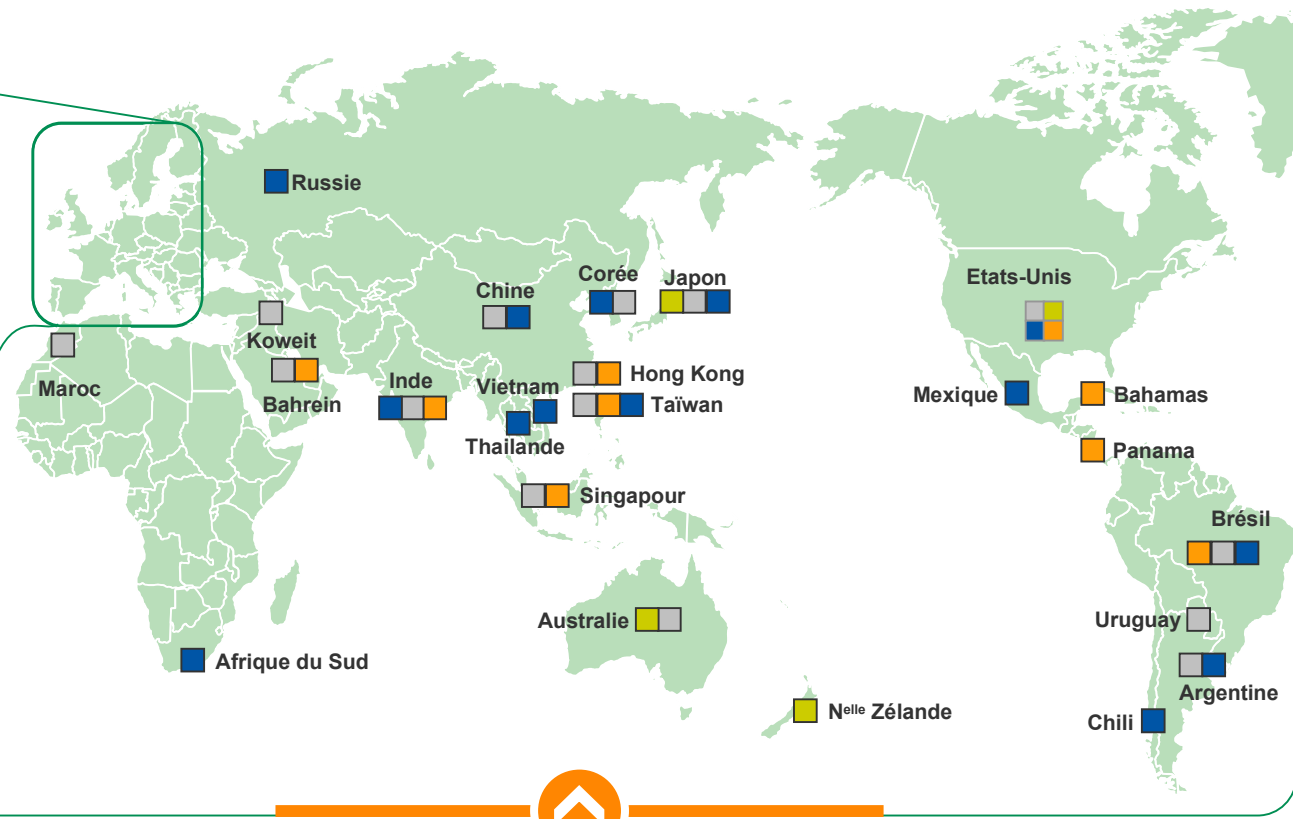 Russie
Etats-Unis
Corée
Japon
Chine
Koweit
Maroc
Bahrein
Inde
Vietnam
Hong Kong
Taïwan
Thailande
Mexique
Bahamas
Panama
Singapour
Brésil
Australie
Uruguay
Afrique du Sud
Argentine
Nelle Zélande
Chili